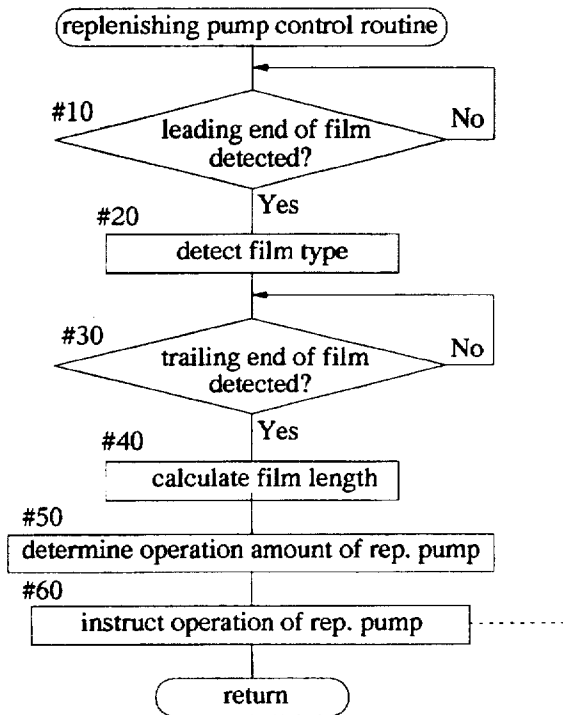 replenishing pump control routine
#10
leading end of film
detected?
No
Yes
#20
detect film type
#30
trailing end of film
detected?
No
Yes
#40
calculate film length
#50
determine operation amount of rep. pump
#60
instruct operation of rep. pump
return